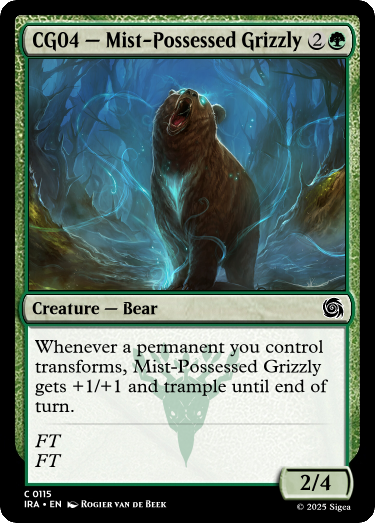 CG04 — Mist-Possessed Grizzly 2
Creature — Bear
Whenever a permanent you control
transforms, Mist-Possessed Grizzly
gets +1/+1 and trample until end of
turn.
FT
FT
2/4
C 0115
IRA • EN Rogier van de Beek
© 2025 Sigea